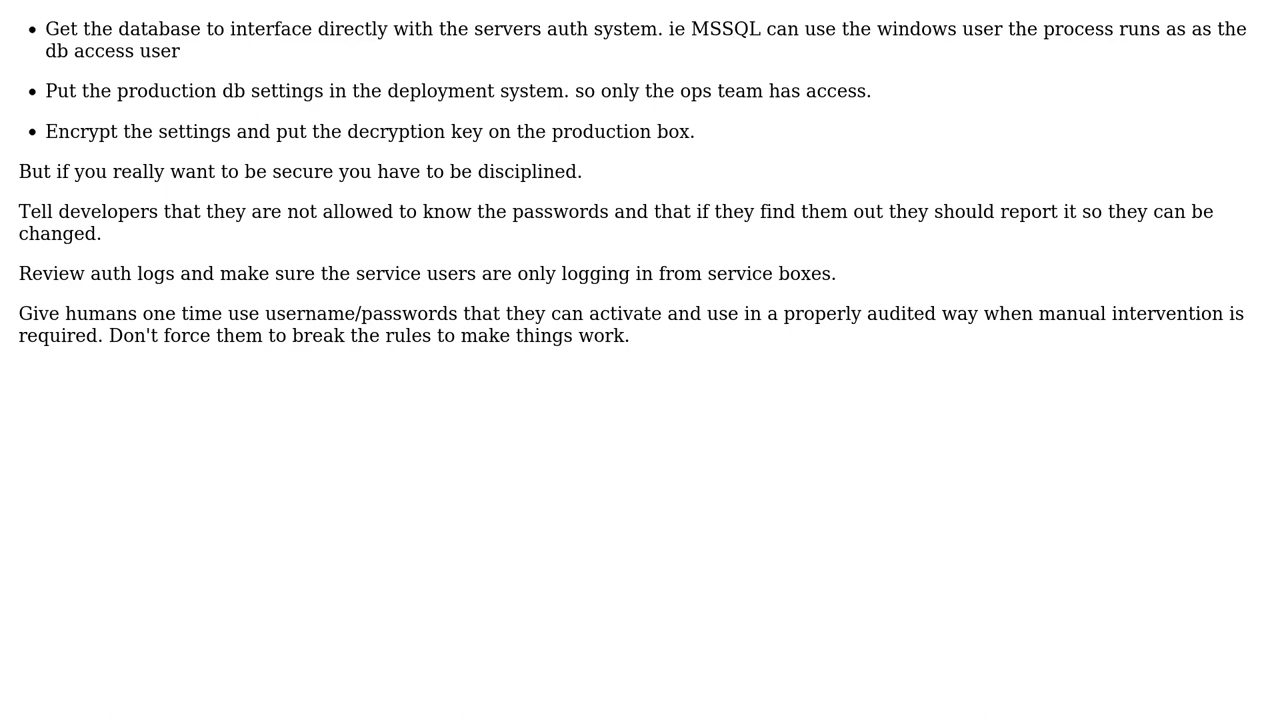 • Get the database to interface directly with the servers auth system. ie MSSQL can use the windows user the process runs as as the
db access user
• Put the production db settings in the deployment system. so only the ops team has access.
• Encrypt the settings and put the decryption key on the production box.
But if you really want to be secure you have to be disciplined.
Tell developers that they are not allowed to know the passwords and that if they find them out they should report it so they can be
changed.
Review auth logs and make sure the service users are only logging in from service boxes.
Give humans one time use username/passwords that they can activate and use in a properly audited way when manual intervention is
required. Don't force them to break the rules to make things work.